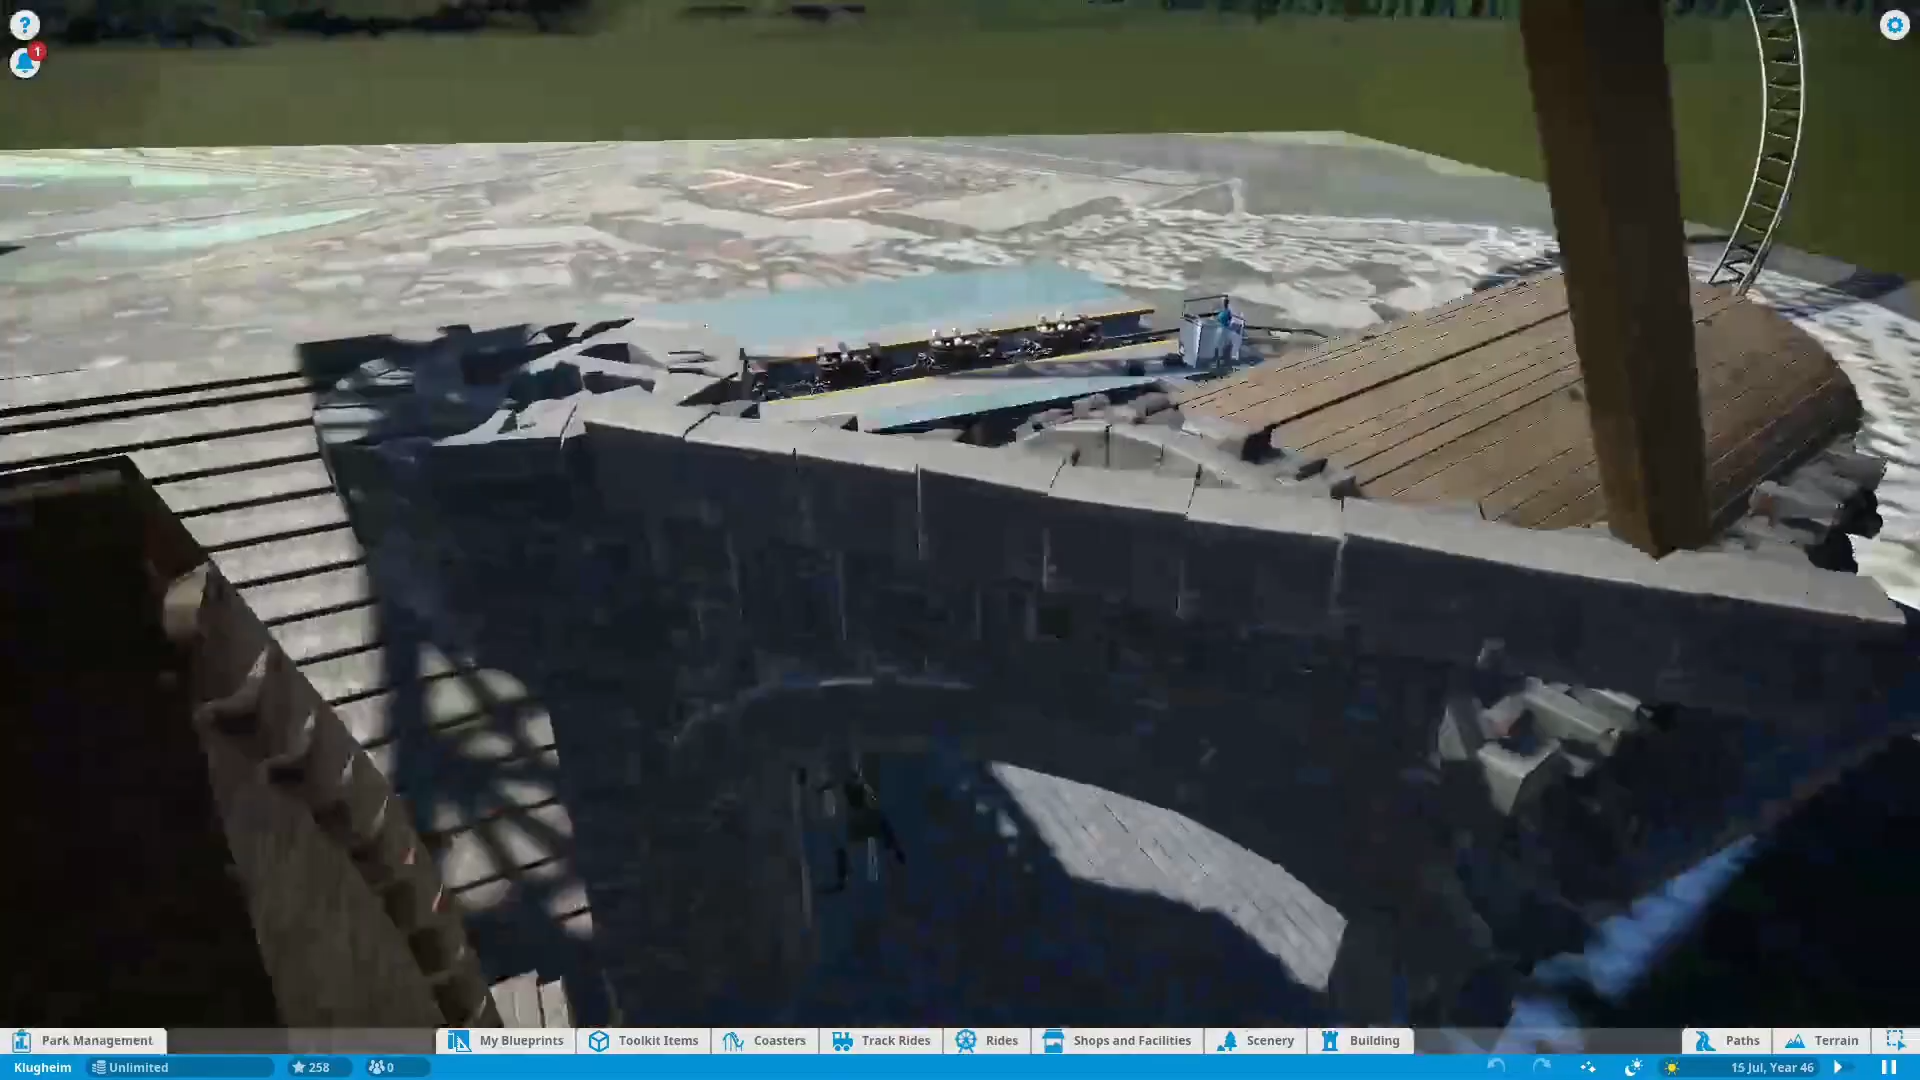 ?
1
Park Management
My Blueprints
Toolkit Items
Coasters
Track Rides
Rides
Shops and Facilities
Scenery
Building
Paths
Terrain
Klugheim
Unlimited
258
0
15 Jul, Year 46